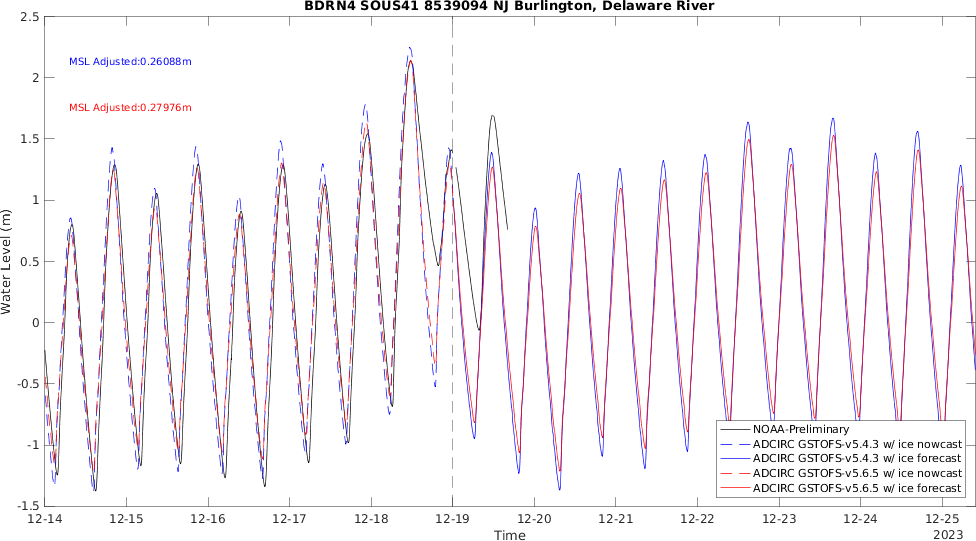 BDRN4 SOUS41 8539094 NJ Burlington, Delaware River
2.5
2
1.5
1
0.5
0
-0.5
-1
-1.5
Water Level (m)
MSL Adjusted:0.26088m
MSL Adjusted:0.27976m
NOAA-Preliminary
ADCIRC GSTOFS-v5.4.3 w/ ice nowcast
ADCIRC GSTOFS-v5.4.3 w/ ice forecast
ADCIRC GSTOFS-v5.6.5 w/ ice nowcast
ADCIRC GSTOFS-v5.6.5 w/ ice forecast
12-14 12-15 12-16 12-17 12-18 12-19 12-20 12-21 12-22 12-23 12-24 12-25
Time
2023